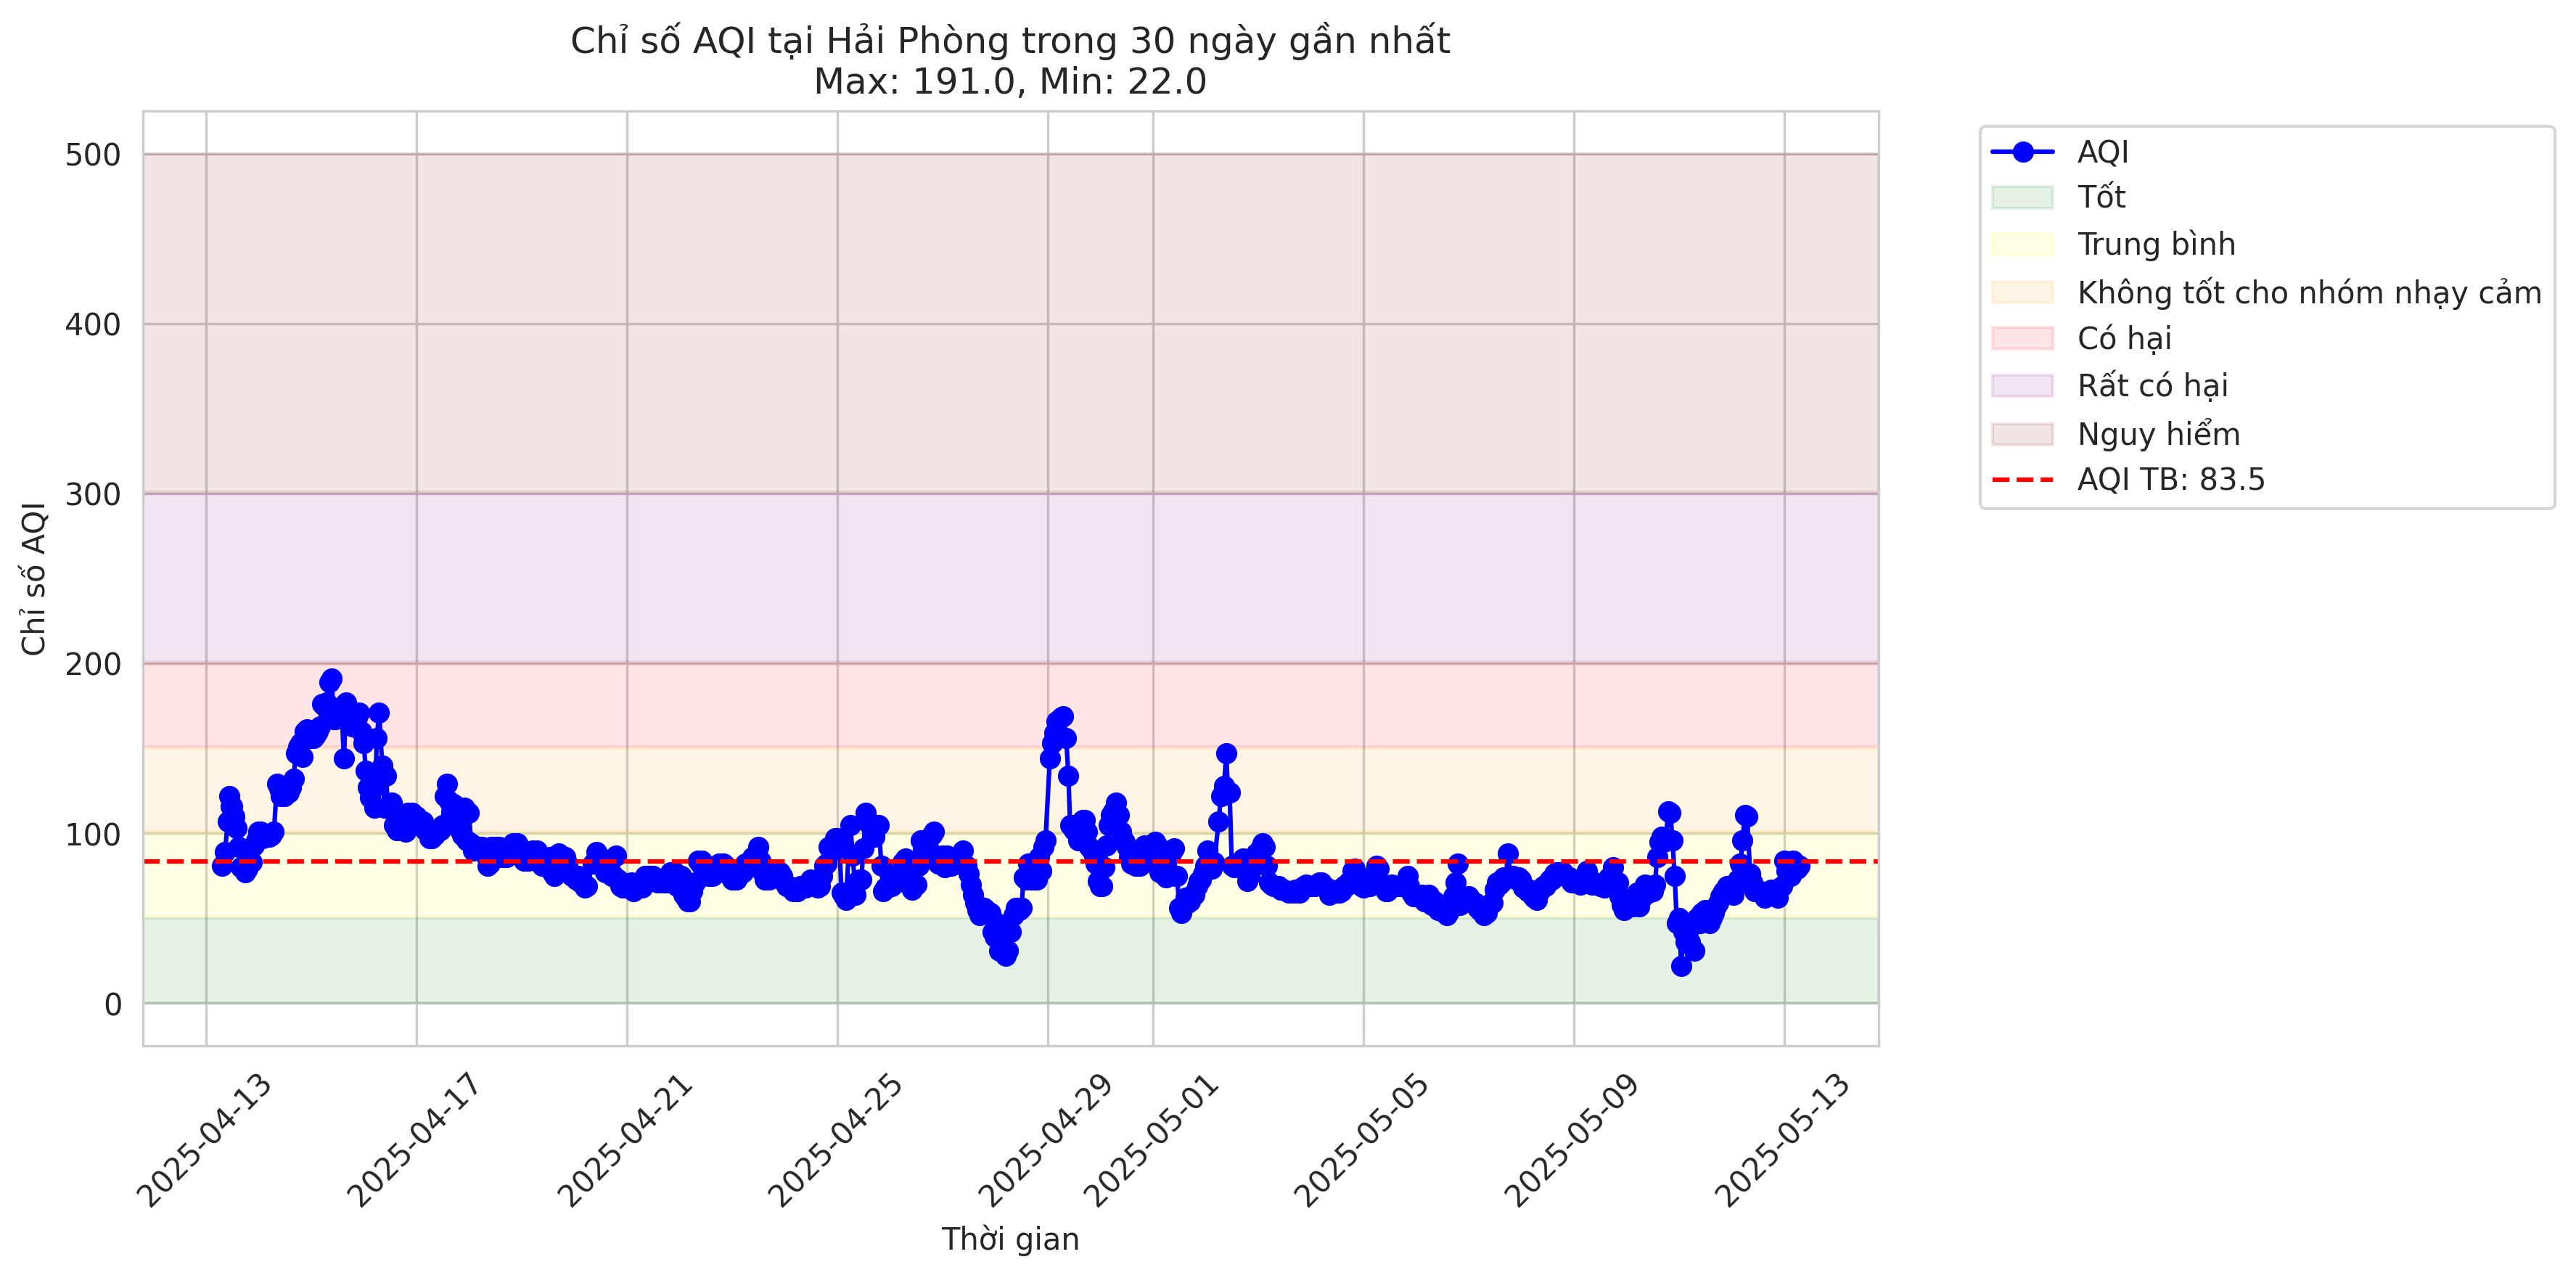 Chỉ số AQI tại Hải Phòng trong 30 ngày gần nhất
Max: 191.0, Min: 22.0
Chỉ số AQI
500
400
300
200
100
0
2025-04-13
2025-04-17
2025-04-21
2025-04-25
2025-04-29
2025-05-01
2025-05-05
2025-05-09
2025-05-13
Thời gian
AQI
Tốt
Trung bình
Không tốt cho nhóm nhạy cảm
Có hại
Rất có hại
Nguy hiểm
AQI TB: 83.5